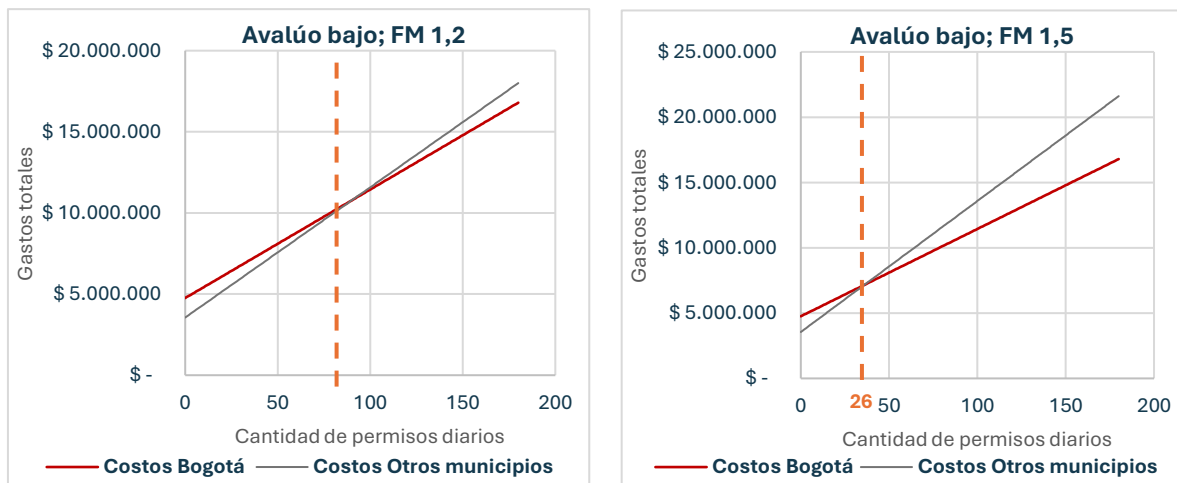 Avalúo bajo; FM 1,2
$ 20.000.000
$ 15.000.000
$ 10.000.000
$ 5.000.000
$ -
Gastos totales
0
50
100
150
200
Cantidad de permisos diarios
Costos Bogotá
Costos Otros municipios
Avalúo bajo; FM 1,5
$ 25.000.000
$ 20.000.000
$ 15.000.000
$ 10.000.000
$ 5.000.000
$ -
Gastos totales
0
26
50
100
150
200
Cantidad de permisos diarios
Costos Bogotá
Costos Otros municipios